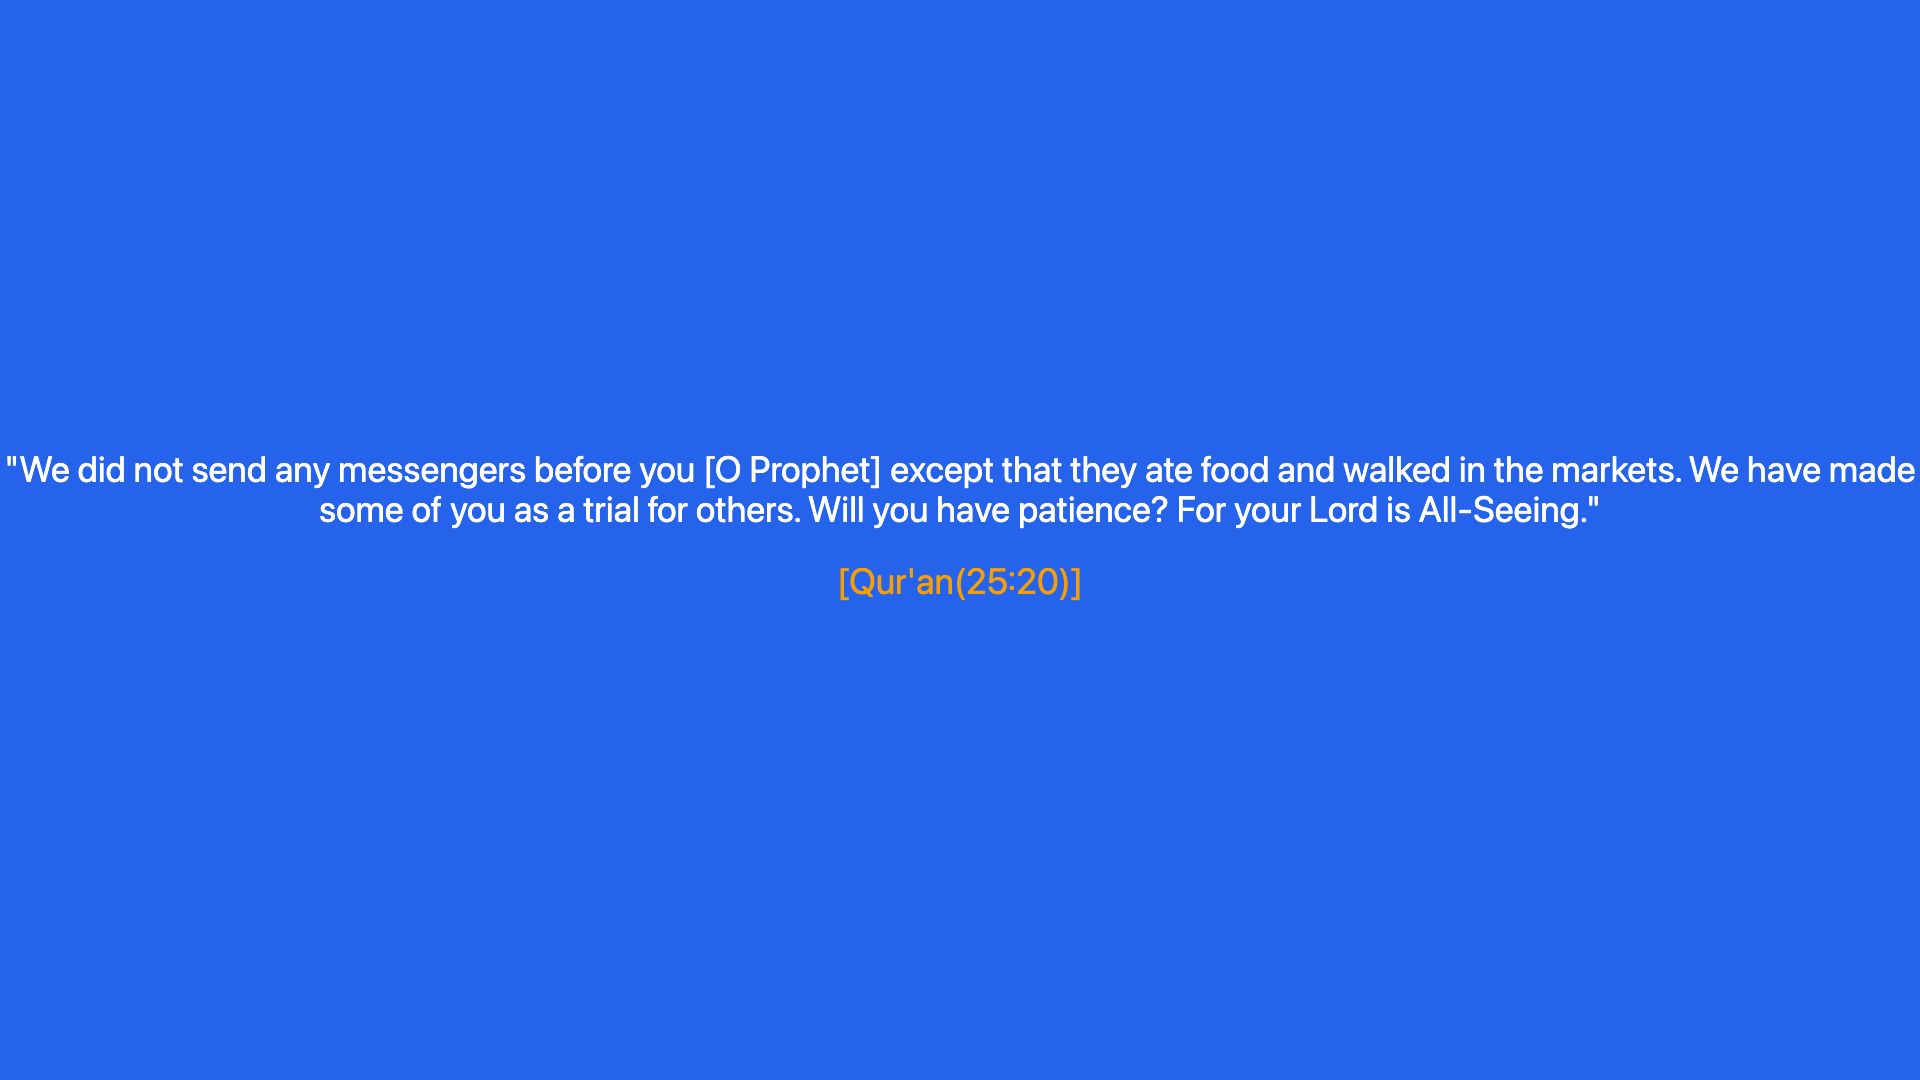 "We did not send any messengers before you [O Prophet] except that they ate food and walked in the markets. We have made
some of you as a trial for others. Will you have patience? For your Lord is All-Seeing."
[Qur'an(25:20)]